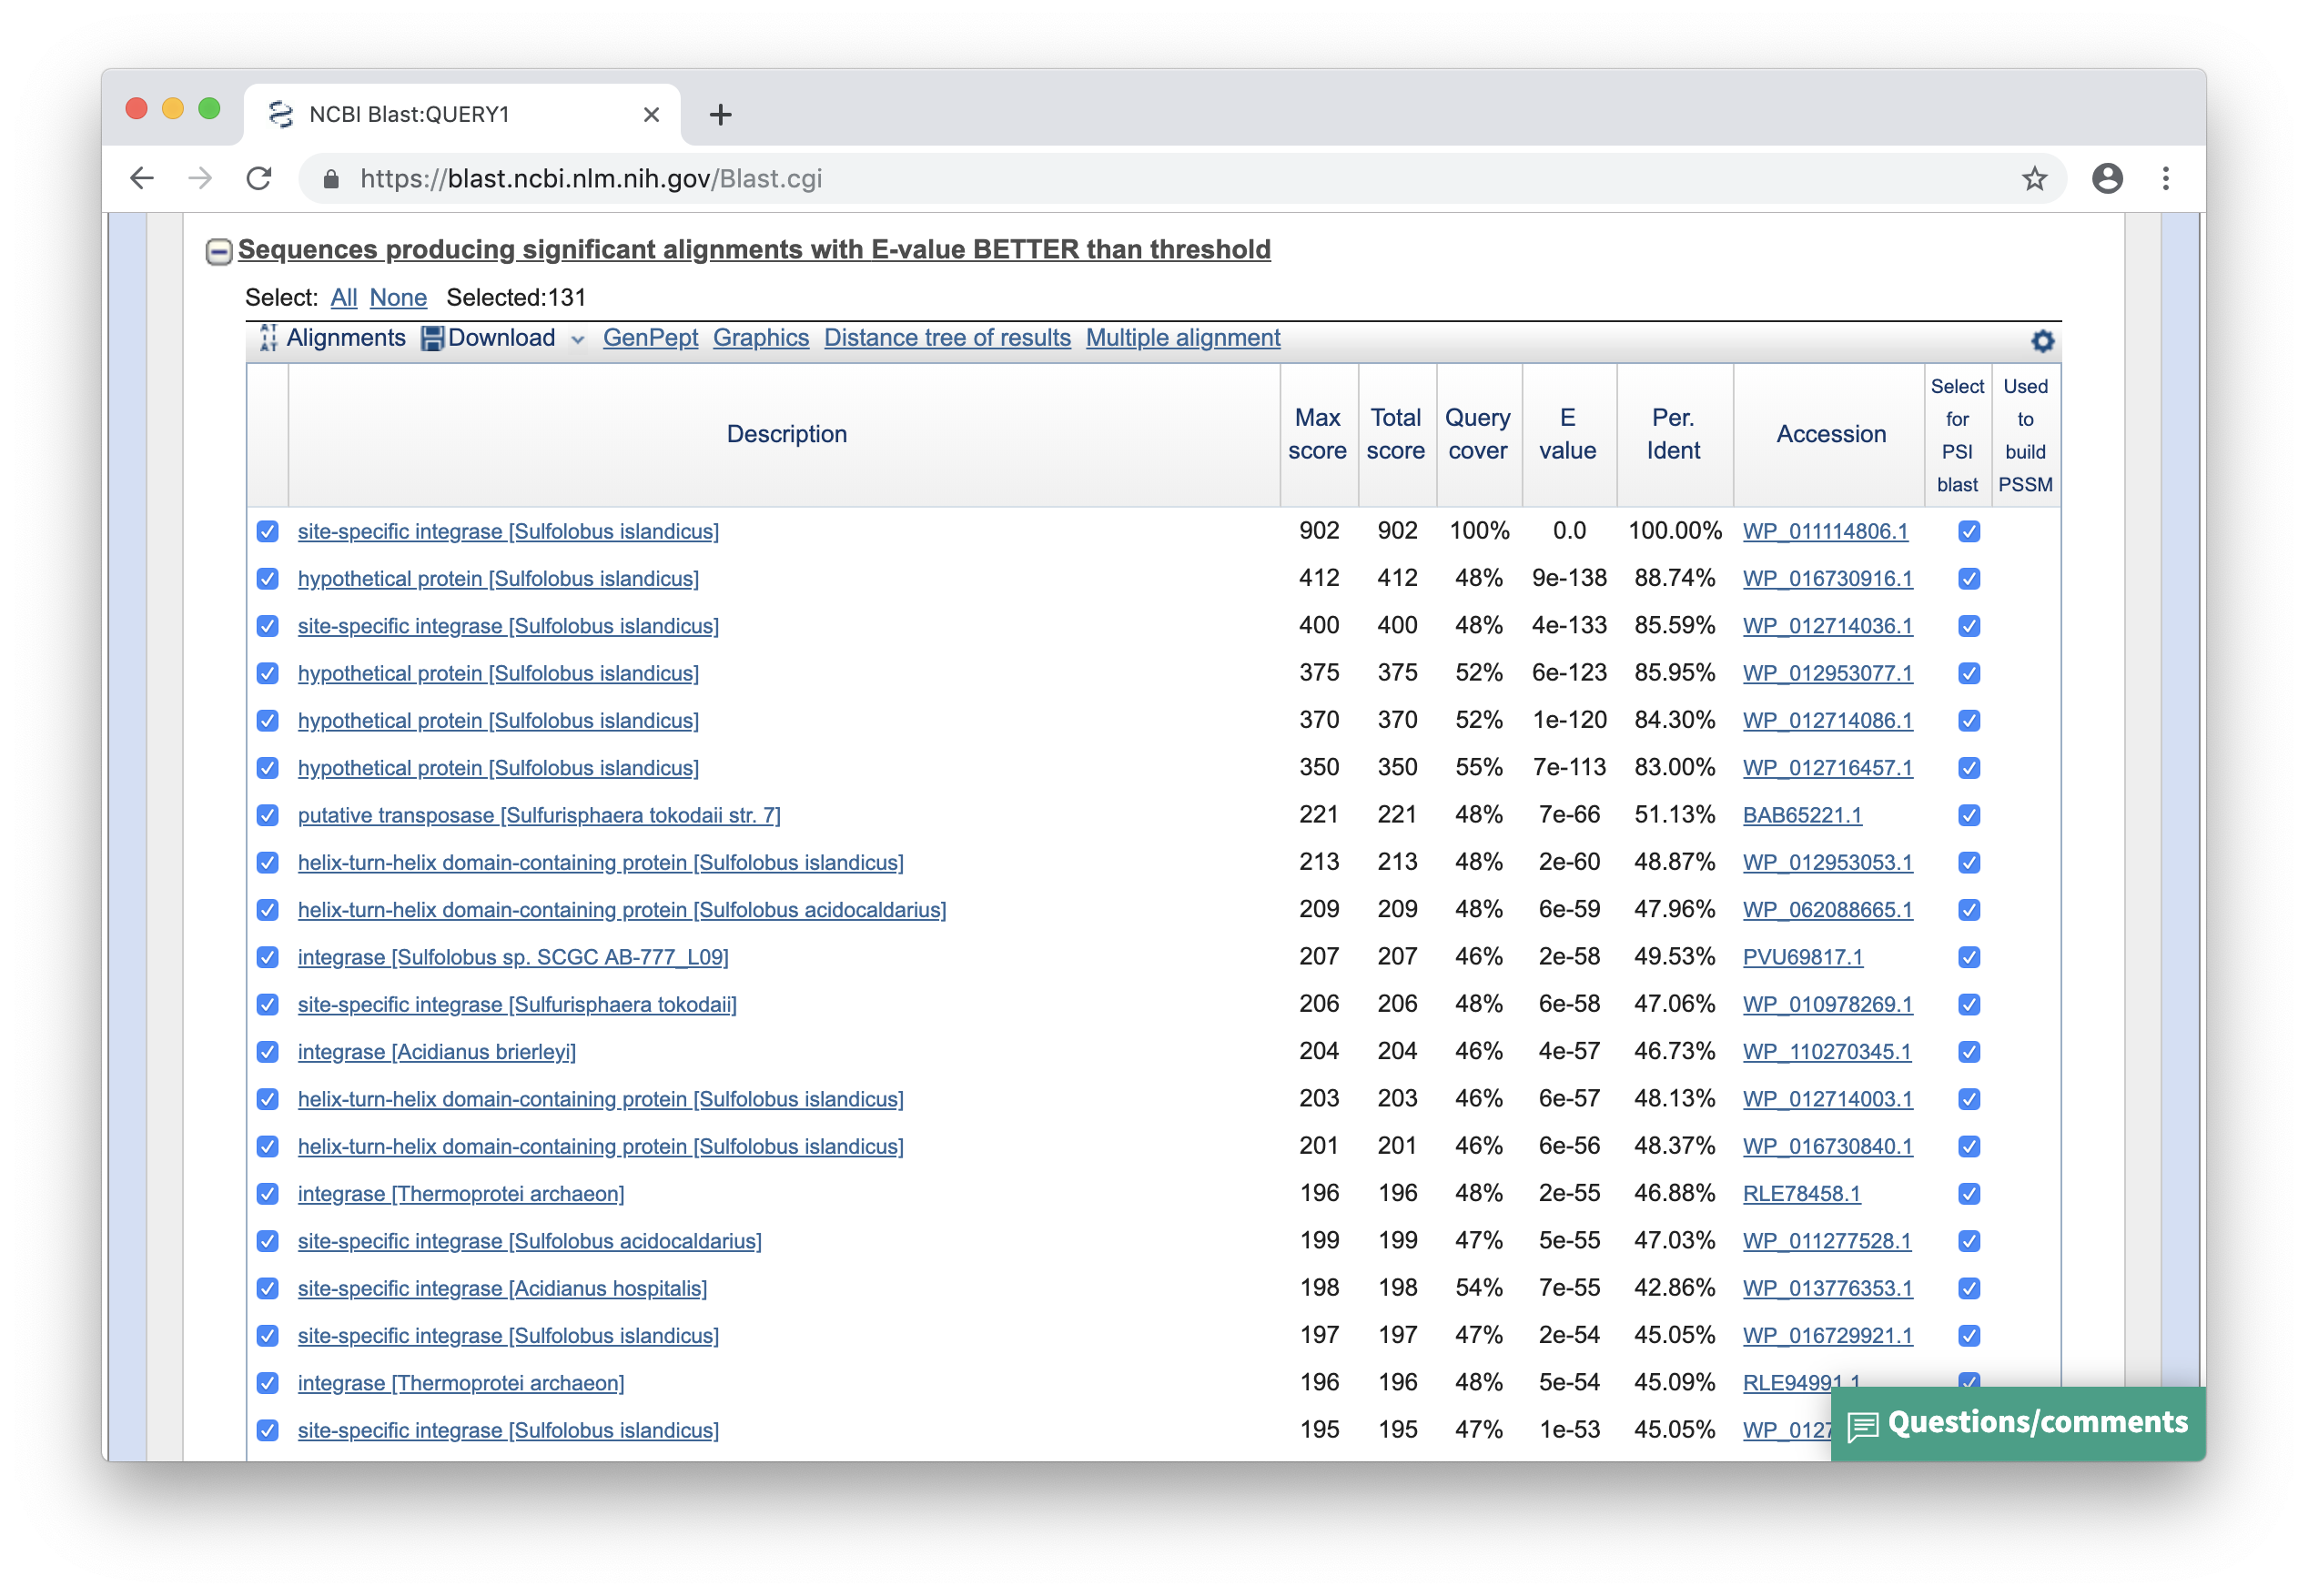 NCBI Blast:QUERY1
https://blast.ncbi.nlm.nih.gov/Blast.cgi
Sequences producing significant alignments with E-value BETTER than threshold
Select: All None Selected:131
Alignments Download GenPept Graphics Distance tree of results Multiple alignment
Description Max score Total score Query cover E value Per. Ident Accession Select for PSI blast Used to build PSSM
site-specific integrase [Sulfolobus islandicus] 902 902 100% 0.0 100.00% WP_011114806.1
hypothetical protein [Sulfolobus islandicus] 412 412 48% 9e-138 88.74% WP_016730916.1
site-specific integrase [Sulfolobus islandicus] 400 400 48% 4e-133 85.59% WP_012714036.1
hypothetical protein [Sulfolobus islandicus] 375 375 52% 6e-123 85.95% WP_012953077.1
hypothetical protein [Sulfolobus islandicus] 370 370 52% 1e-120 84.30% WP_012714086.1
hypothetical protein [Sulfolobus islandicus] 350 350 55% 7e-113 83.00% WP_012716457.1
putative transposase [Sulfurisphaera tokodaii str. 7] 221 221 48% 7e-66 51.13% BAB65221.1
helix-turn-helix domain-containing protein [Sulfolobus islandicus] 213 213 48% 2e-60 48.87% WP_012953053.1
helix-turn-helix domain-containing protein [Sulfolobus acidocaldarius] 209 209 48% 6e-59 47.96% WP_062088665.1
integrase [Sulfolobus sp. SCGC AB-777_L09] 207 207 46% 2e-58 49.53% PVU69817.1
site-specific integrase [Sulfurisphaera tokodaii] 206 206 48% 6e-58 47.06% WP_010978269.1
integrase [Acidianus brierleyi] 204 204 46% 4e-57 46.73% WP_110270345.1
helix-turn-helix domain-containing protein [Sulfolobus islandicus] 203 203 46% 6e-57 48.13% WP_012714003.1
helix-turn-helix domain-containing protein [Sulfolobus islandicus] 201 201 46% 6e-56 48.37% WP_016730840.1
integrase [Thermoprotei archaeon] 196 196 48% 2e-55 46.88% RLE78458.1
site-specific integrase [Sulfolobus acidocaldarius] 199 199 47% 5e-55 47.03% WP_011277528.1
site-specific integrase [Acidianus hospitalis] 198 198 54% 7e-55 42.86% WP_013776353.1
site-specific integrase [Sulfolobus islandicus] 197 197 47% 2e-54 45.05% WP_016729921.1
integrase [Thermoprotei archaeon] 196 196 48% 5e-54 45.09% RLE94991.1
site-specific integrase [Sulfolobus islandicus] 195 195 47% 1e-53 45.05% WP_0127
Questions/comments